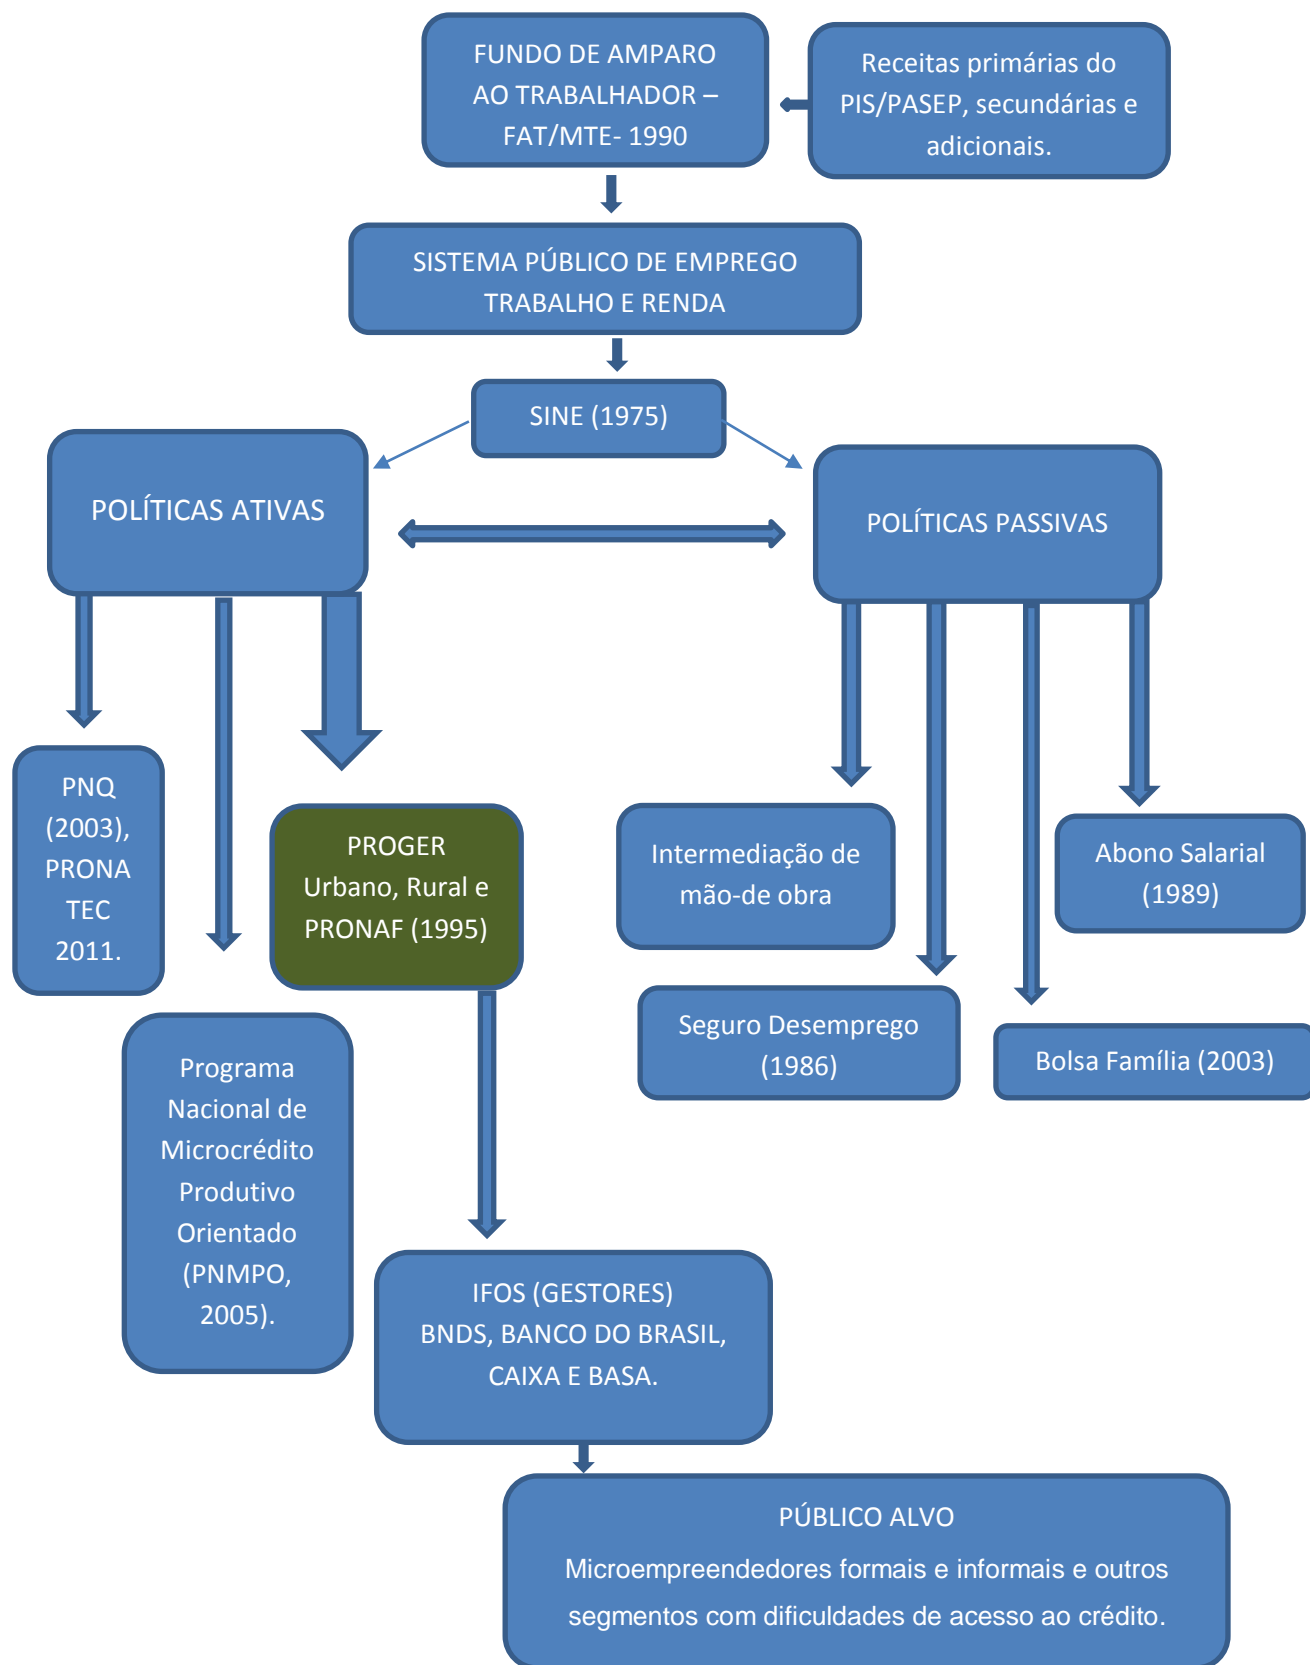 FUNDO DE AMPARO
AO TRABALHADOR –
FAT/MTE- 1990
Receitas primárias do
PIS/PASEP, secundárias e
adicionais.
SISTEMA PÚBLICO DE EMPREGO
TRABALHO E RENDA
SINE (1975)
POLÍTICAS ATIVAS
POLÍTICAS PASSIVAS
PNQ
(2003),
PRONA
TEC
2011.
PROGER
Urbano, Rural e
PRONAF (1995)
Intermediação de
mão-de obra
Abono Salarial
(1989)
Seguro Desemprego
(1986)
Bolsa Família (2003)
Programa
Nacional de
Microcrédito
Produtivo
Orientado
(PNMPO,
2005).
IFOS (GESTORES)
BNDS, BANCO DO BRASIL,
CAIXA E BASA.
PÚBLICO ALVO
Microempreendedores formais e informais e outros
segmentos com dificuldades de acesso ao crédito.